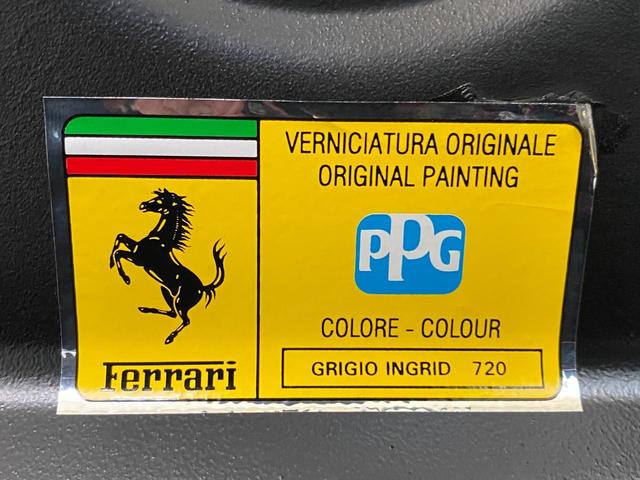 VERNICIATURA ORIGINALE
ORIGINAL PAINTING
PPG
COLORE - COLOUR
GRIGIO INGRID 720
Ferrari